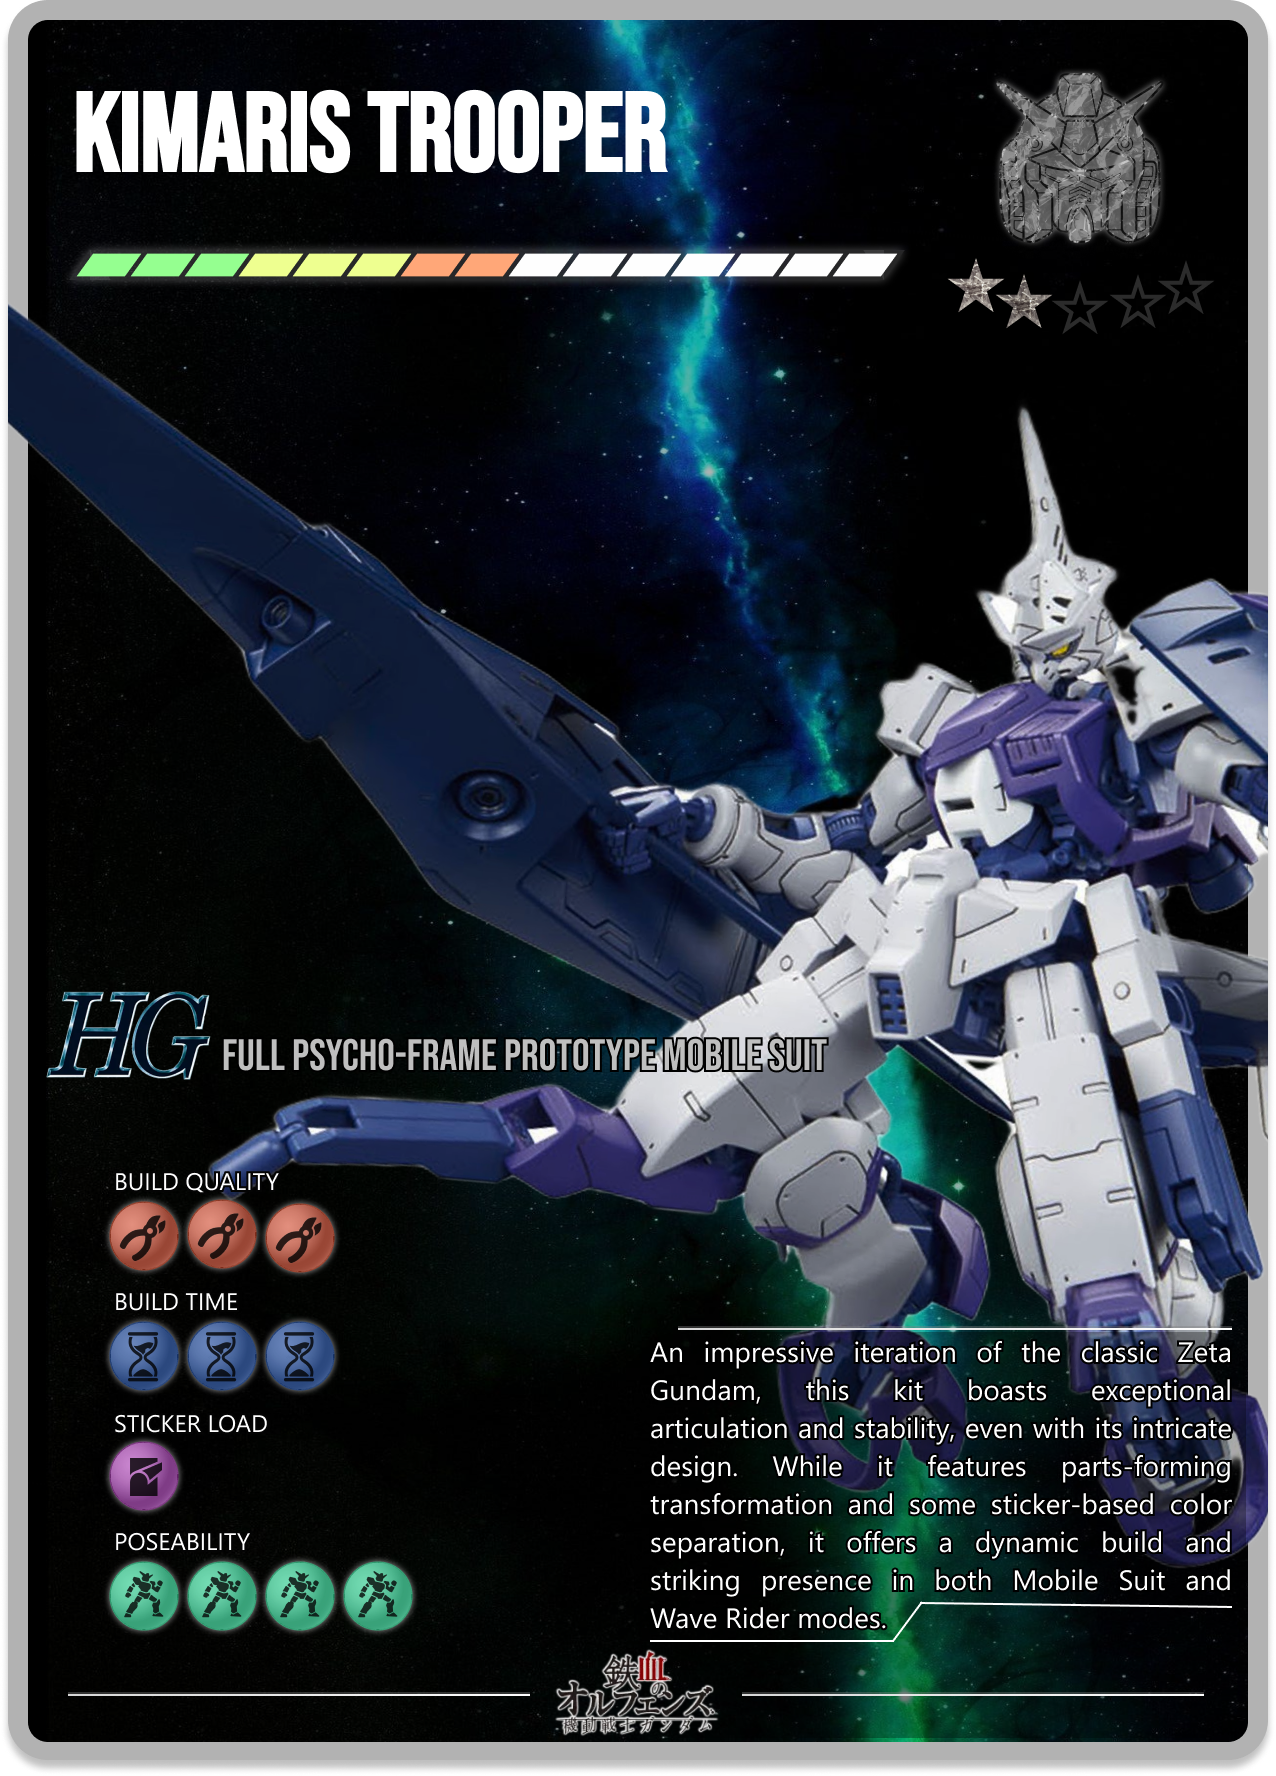 KIMARIS TROOPER
HG
FULL PSYCHO-FRAME PROTOTYPE MOBILE SUIT
BUILD QUALITY
BUILD TIME
STICKER LOAD
POSEABILITY
An impressive iteration of the classic Zeta
Gundam, this kit boasts exceptional
articulation and stability, even with its intricate
design. While it features parts-forming
transformation and some sticker-based color
separation, it offers a dynamic build and
striking presence in both Mobile Suit and
Wave Rider modes.
鉄血の
オルフェンズ
機動戦士ガンダム